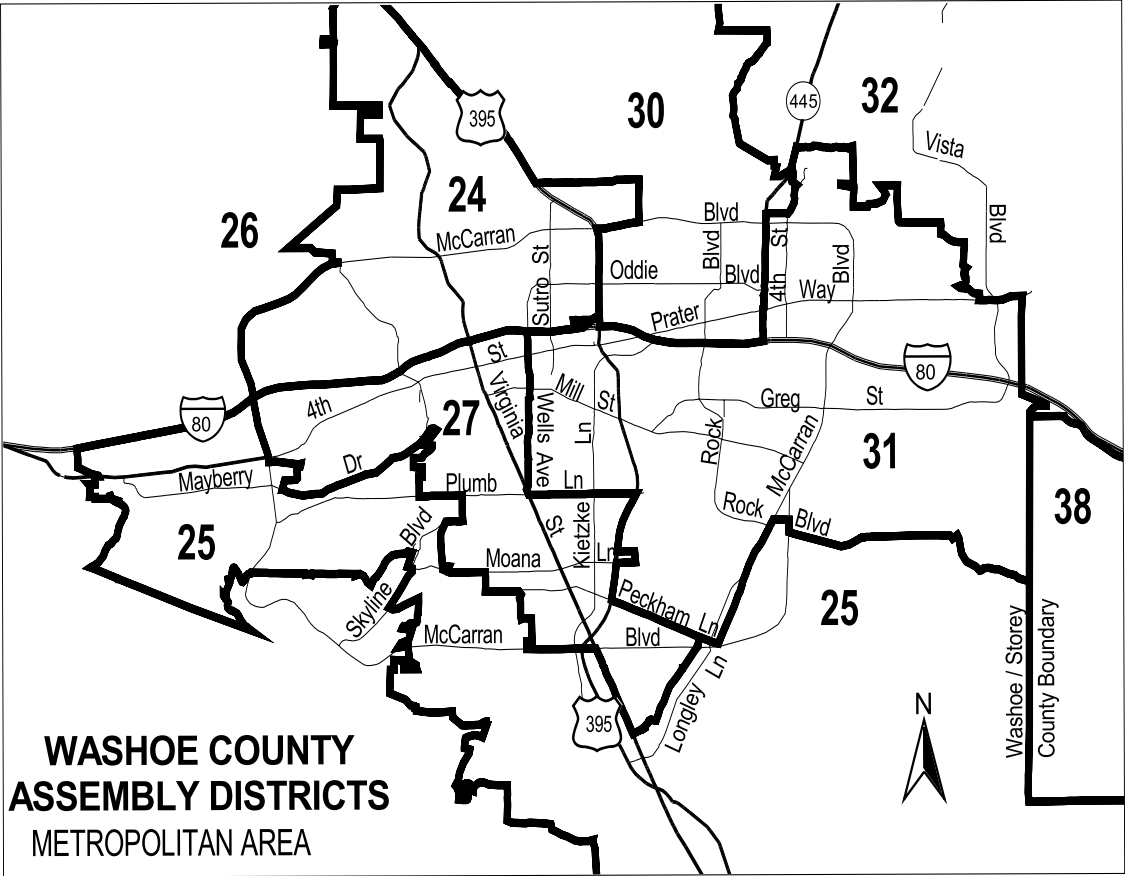 445
32
30
395
Vista
24
Blvd
Blvd
26
McCarran
St
Blvd
St
Blvd
Oddie
Blvd
4th
Way
Sutro
Prater
St
80
Virginia
Mill St
Greg St
80
4th
27
Wells Ave
Ln
Rock
McCarran
31
Dr
Mayberry
Plumb Ln
Rock Blvd
38
25
Blvd
St
Kietzke
Moana Ln
Skyline
Peckham Ln
25
McCarran Blvd
Longley Ln
Washoe / Storey
County Boundary
395
N
WASHOE COUNTY
ASSEMBLY DISTRICTS
METROPOLITAN AREA